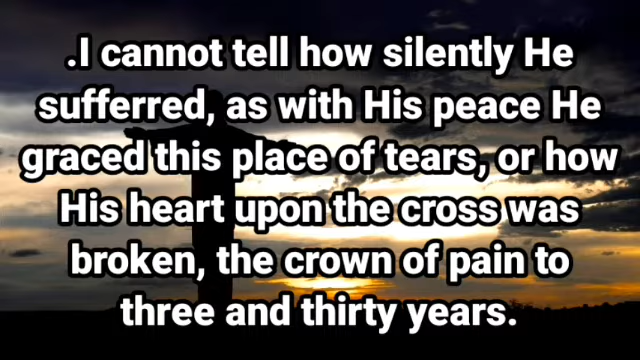 .I cannot tell how silently He
sufferred, as with His peace He
graced this place of tears, or how
His heart upon the cross was
broken, the crown of pain to
three and thirty years.